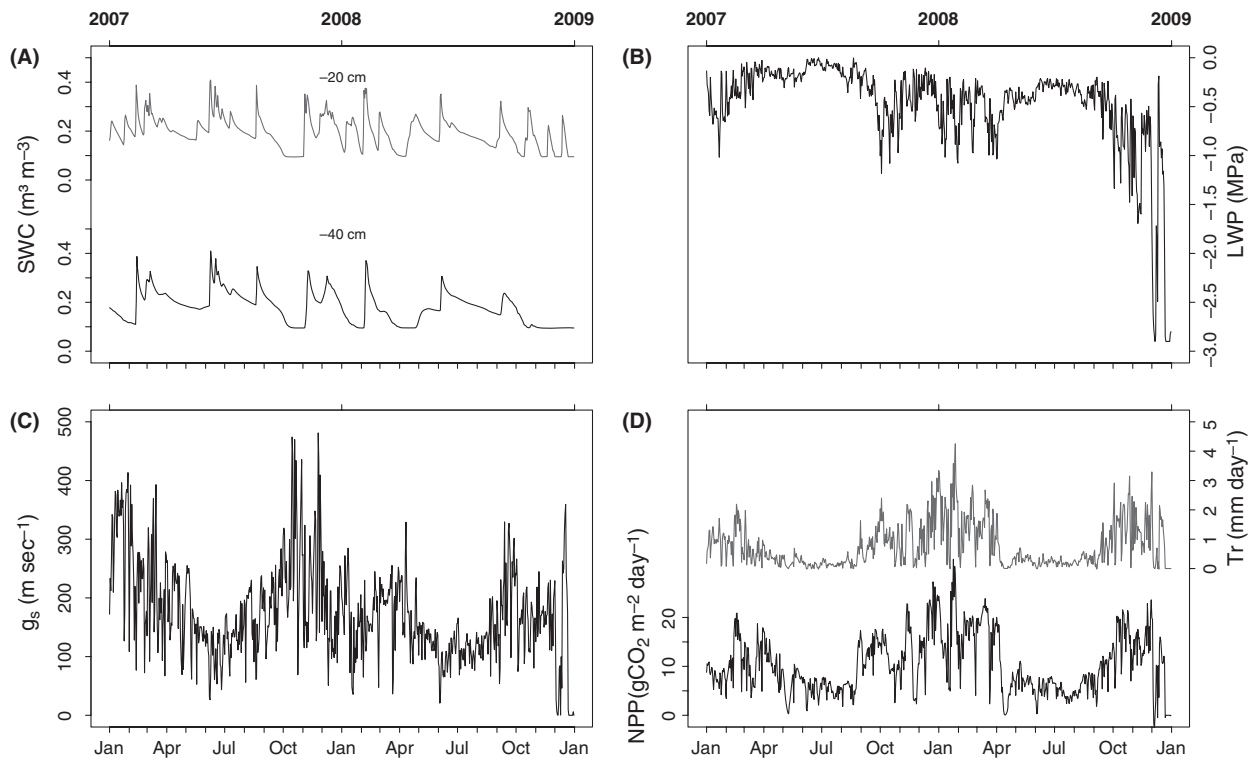 2007 2008 2009
2007 2008 2009
(A)
SWC (m³ m−3)
0.4
0.2
0.0
0.4
0.2
0.0
−20 cm
−40 cm
(B)
0.0
−0.5
−1.0
−1.5
−2.0
−2.5
−3.0
LWP (MPa)
(C)
gs (m sec−1)
500
400
300
200
100
0
Jan Apr Jul Oct Jan Apr Jul Oct Jan
(D)
NPP(gCO2 m−2 day−1)
20
10
0
5
4
3
2
1
0
Tr (mm day−1)
Jan Apr Jul Oct Jan Apr Jul Oct Jan